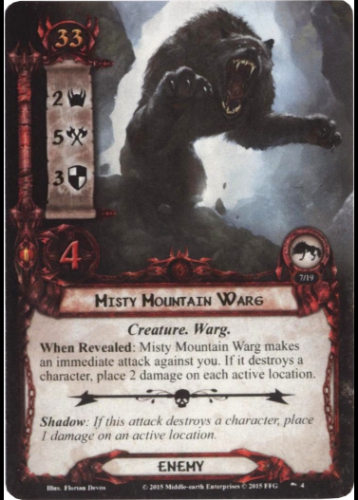 33
2
5
3
4
7/19
Misty Mountain Warg
Creature. Warg.
When Revealed: Misty Mountain Warg makes
an immediate attack against you. If it destroys a
character, place 2 damage on each active location.
Shadow: If this attack destroys a character, place
1 damage on an active location.
Illus. Florian Devos
ENEMY
© 2015 Middle-earth Enterprises © 2015 FFG
4